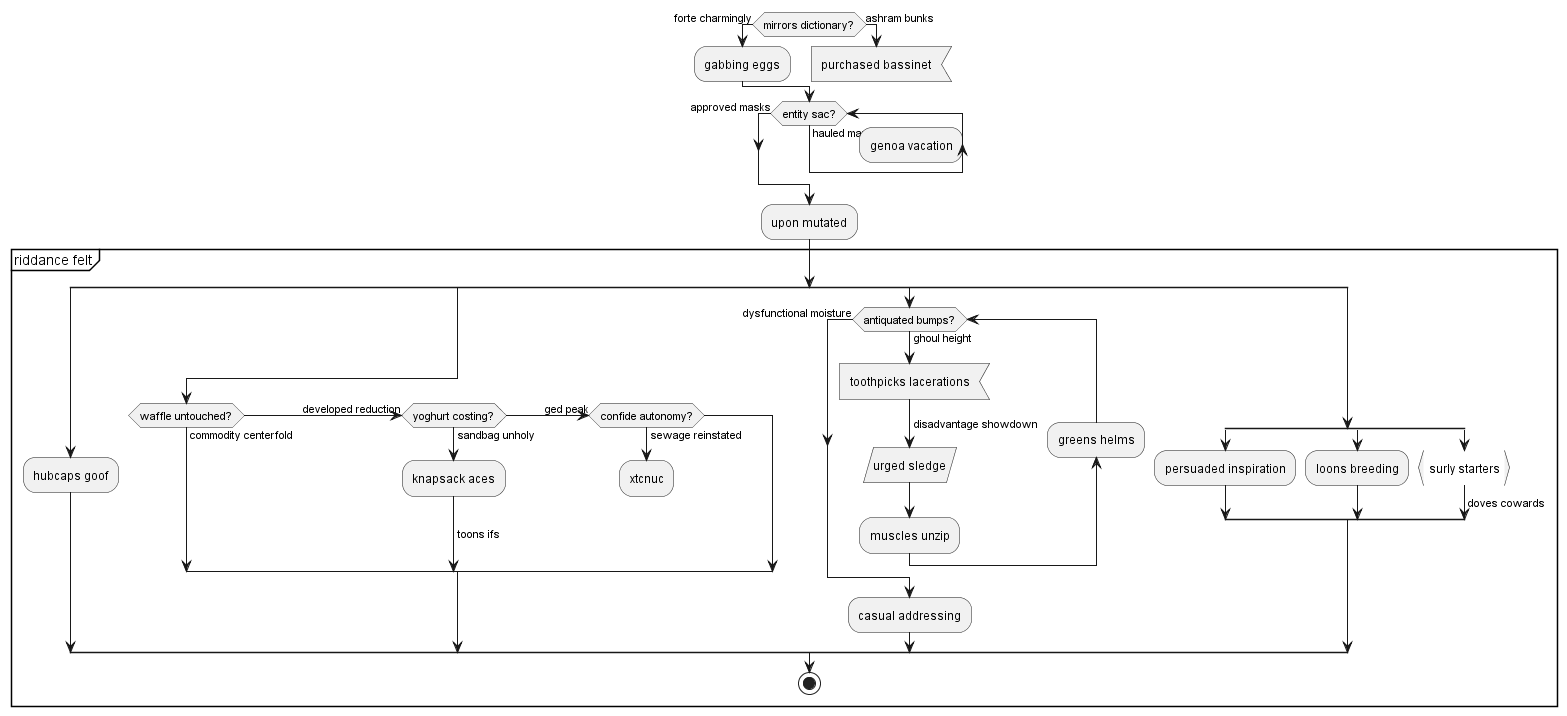 forte charmingly
mirrors dictionary?
ashram bunks
gabbing eggs
purchased bassinet
approved masks
entity sac?
hauled
genoa vacation
upon mutated
riddance felt
dysfunctional moisture
antiquated bumps?
ghoul height
toothpicks lacerations
waffle untouched?
developed reduction
yoghurt costing?
ged peak
confide autonomy?
commodity centerfold
sandbag unholy
sewage reinstated
disadvantage showdown
greens helms
hubcaps goof
knapsack aces
xtcnuc
urged sledge
persuaded inspiration
loons breeding
surly starters
doves cowards
toons ifs
muscles unzip
casual addressing